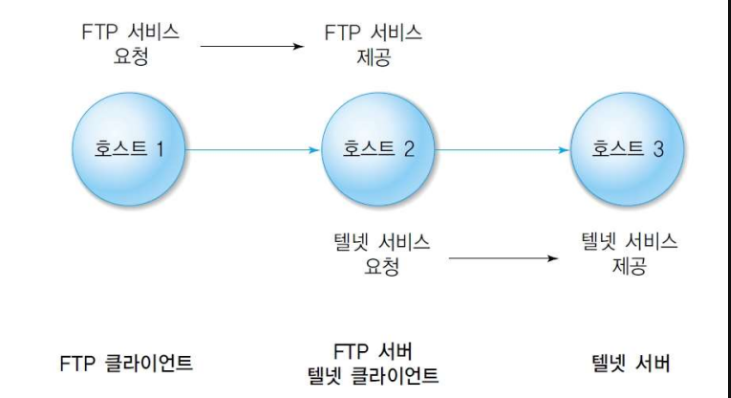 FTP 서비스
요청
FTP 서비스
제공
호스트 1
호스트 2
호스트 3
텔넷 서비스
요청
텔넷 서비스
제공
FTP 클라이언트
FTP 서버
텔넷 클라이언트
텔넷 서버